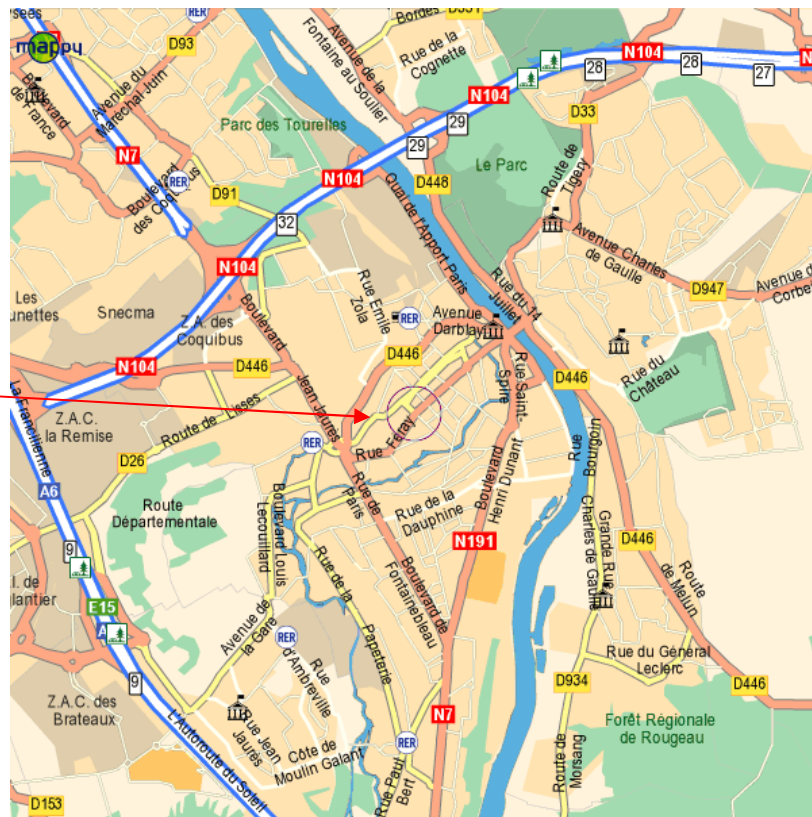 mappy
D93
RER
Bordes
Avenue de la
Fontaine au Soulier
Rue de la
Cognette
N104
28
28
27
Avenue du
Maréchal Juin
Boulevard
de France
N104
D33
Parc des Tourelles
29
29
N7
N104
Le Parc
Route de
Tigery
RER
D91
Boulevard
des Coquibus
D448
Quai de l'Apport Paris
32
Avenue Charles
de Gaulle
N104
Rue Emile
Zola
Rue du 14
Juillet
D947
Avenue de
Snecma
Z.A. des
Coquibus
Boulevard
Jean Jaurès
RER
Avenue
Darblay
N104
D446
D446
Rue du
Château
D446
La Francilienne
Z.A.C.
la Remise
Route de Lisses
Rue Saint-
Spire
D26
RER
Rue Feray
Rue
Bourgoin
A6
Route
Départementale
Boulevard Louis
Lecouillard
Rue de
Paris
Rue de la
Dauphine
Boulevard
Henri Dunant
N191
Grande Rue
Charles de Gaulle
D446
9
E15
Rue de la
Papeterie
Boulevard de
Fontainebleau
Route
de Melun
Avenue de
la Gare
RER
Rue
d'Ambreville
Rue du Général
Leclerc
9
Z.A.C. des
Brateaux
D934
D446
Rue Jean
Jaurès
N7
Forêt Régionale
de Rougeau
L'Autoroute du Soleil
Côte de
Moulin Galant
RER
Rue Paul
Bert
Route de
Morsang
D153